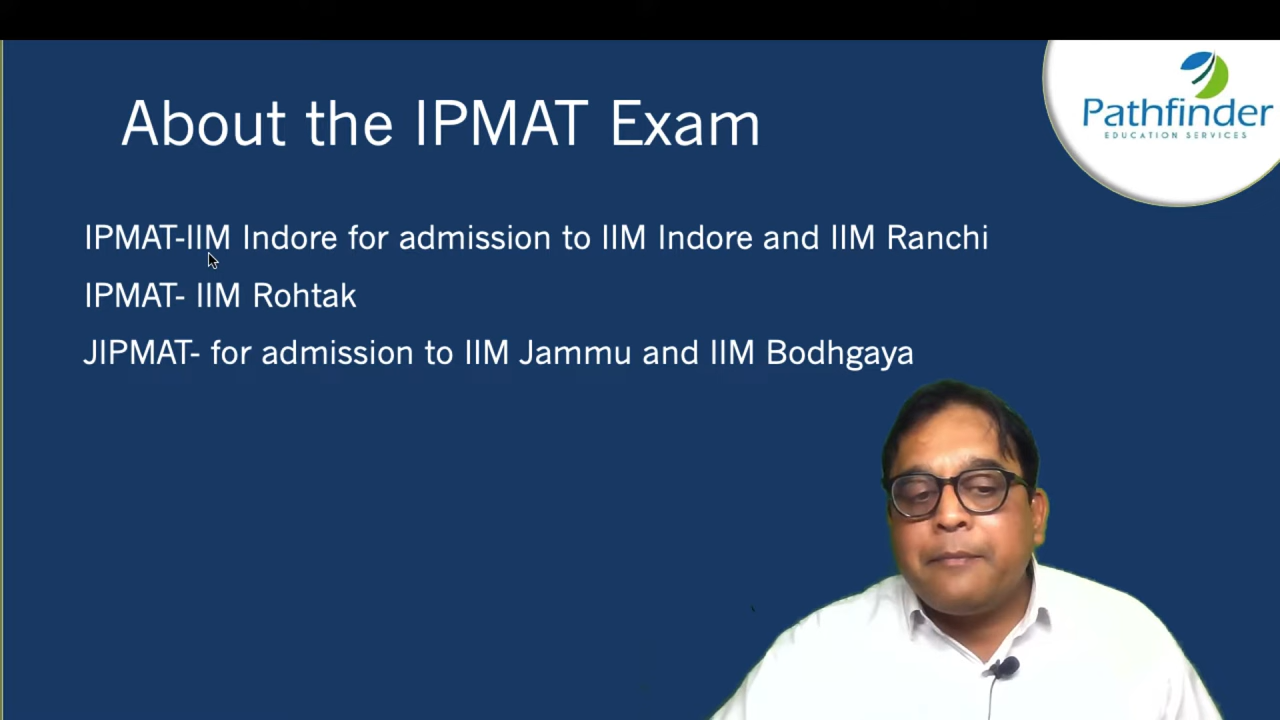 About the IPMAT Exam
Pathfinder
EDUCATION SERVICES
IPMAT-IIM Indore for admission to IIM Indore and IIM Ranchi
IPMAT- IIM Rohtak
JIPMAT- for admission to IIM Jammu and IIM Bodhgaya